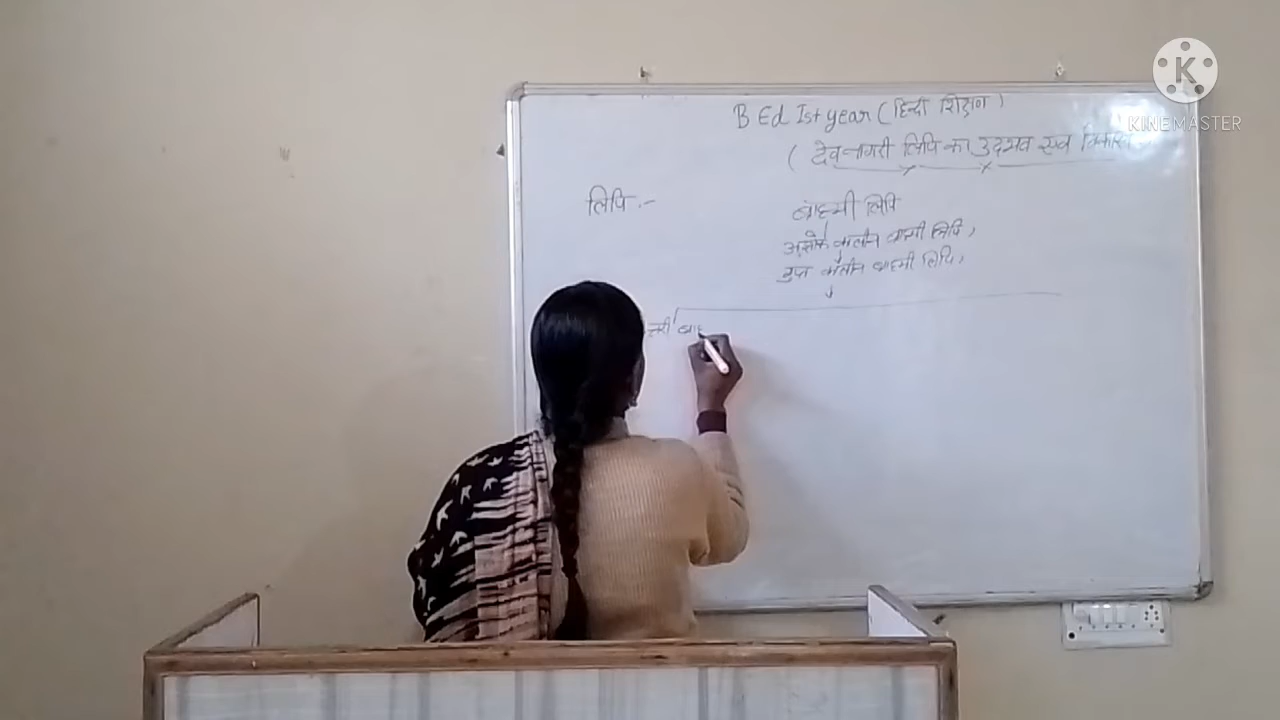 B Ed Ist year (हिन्दी शिक्षण)
(देवनागरी लिपि का उद्भव एवं विकास
लिपि :-
ब्राह्मी लिपि
अशोक कालीन ब्राह्मी लिपि,
गुप्त कालीन ब्राह्मी लिपि,
K
KINEMASTER